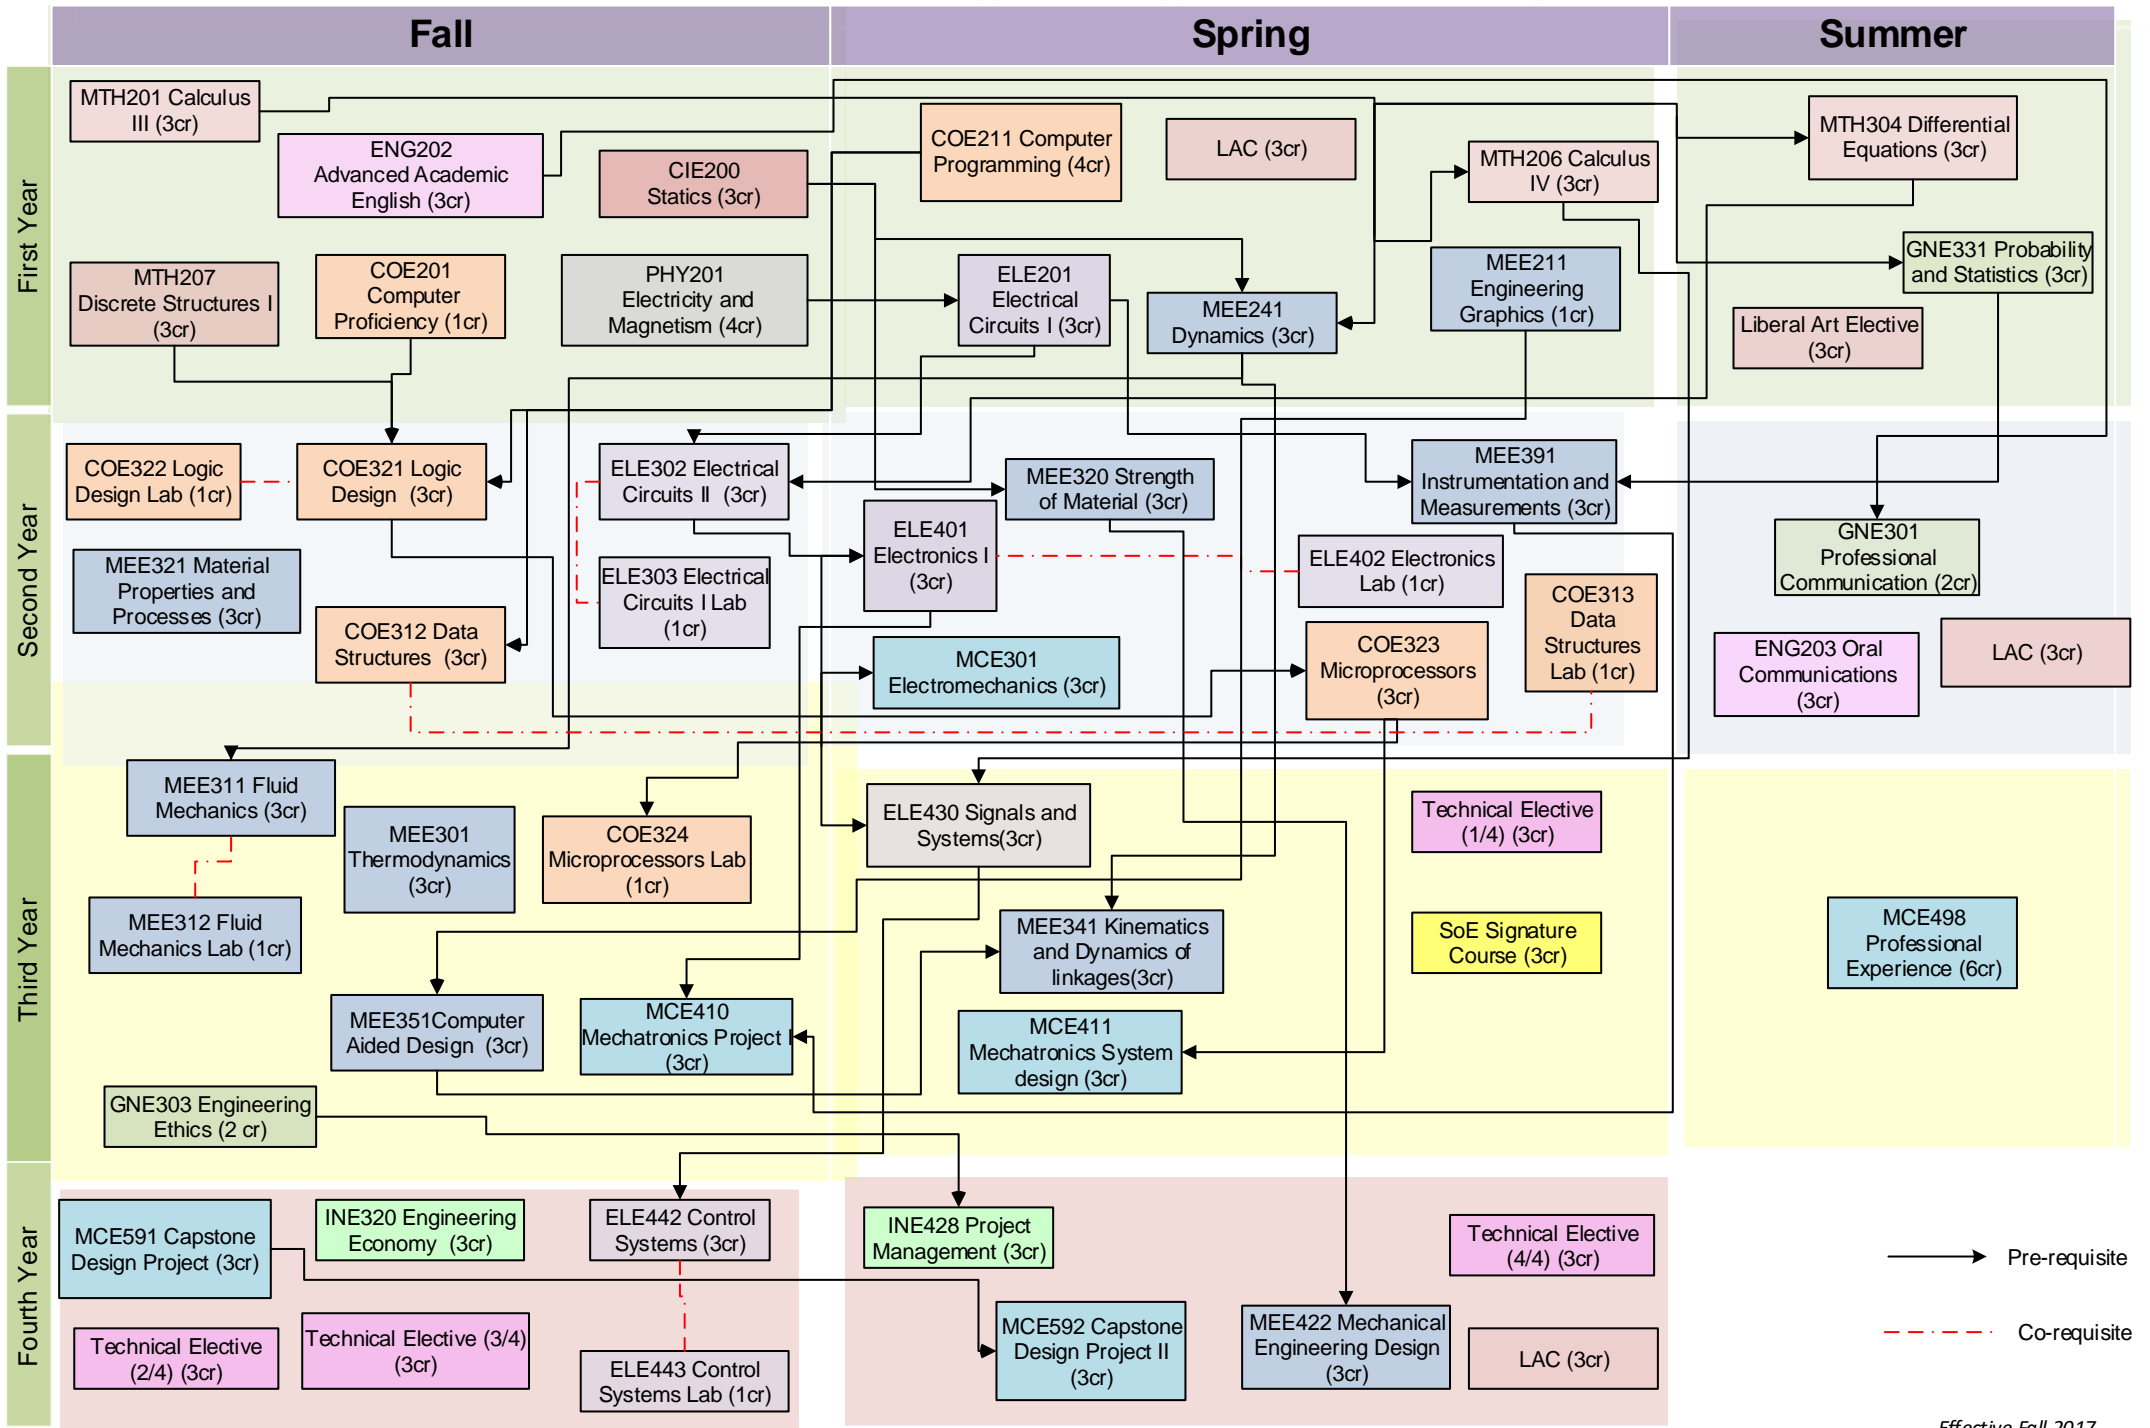 Fall
Spring
Summer
First Year
MTH201 Calculus
III (3cr)
ENG202
Advanced Academic
English (3cr)
CIE200
Statics (3cr)
COE211 Computer
Programming (4cr)
LAC (3cr)
MTH206 Calculus
IV (3cr)
MTH304 Differential
Equations (3cr)
MTH207
Discrete Structures I
(3cr)
COE201
Computer
Proficiency (1cr)
PHY201
Electricity and
Magnetism (4cr)
ELE201
Electrical
Circuits I (3cr)
MEE241
Dynamics (3cr)
MEE211
Engineering
Graphics (1cr)
GNE331 Probability
and Statistics (3cr)
Liberal Art Elective
(3cr)
Second Year
COE322 Logic
Design Lab (1cr)
COE321 Logic
Design (3cr)
ELE302 Electrical
Circuits II (3cr)
MEE320 Strength
of Material (3cr)
MEE391
Instrumentation and
Measurements (3cr)
ELE401
Electronics I
(3cr)
GNE301
Professional
Communication (2cr)
MEE321 Material
Properties and
Processes (3cr)
ELE303 Electrical
Circuits I Lab
(1cr)
ELE402 Electronics
Lab (1cr)
COE313
Data
Structures
Lab (1cr)
COE312 Data
Structures (3cr)
MCE301
Electromechanics (3cr)
COE323
Microprocessors
(3cr)
ENG203 Oral
Communications
(3cr)
LAC (3cr)
Third Year
MEE311 Fluid
Mechanics (3cr)
MEE301
Thermodynamics
(3cr)
COE324
Microprocessors Lab
(1cr)
ELE430 Signals and
Systems(3cr)
Technical Elective
(1/4) (3cr)
MEE312 Fluid
Mechanics Lab (1cr)
MEE341 Kinematics
and Dynamics of
linkages(3cr)
SoE Signature
Course (3cr)
MCE498
Professional
Experience (6cr)
MEE351Computer
Aided Design (3cr)
MCE410
Mechatronics Project I
(3cr)
MCE411
Mechatronics System
design (3cr)
GNE303 Engineering
Ethics (2 cr)
Fourth Year
MCE591 Capstone
Design Project (3cr)
INE320 Engineering
Economy (3cr)
ELE442 Control
Systems (3cr)
INE428 Project
Management (3cr)
Technical Elective
(4/4) (3cr)
Pre-requisite
Technical Elective
(2/4) (3cr)
Technical Elective (3/4)
(3cr)
ELE443 Control
Systems Lab (1cr)
MCE592 Capstone
Design Project II
(3cr)
MEE422 Mechanical
Engineering Design
(3cr)
LAC (3cr)
Co-requisite
Effective Fall 2017